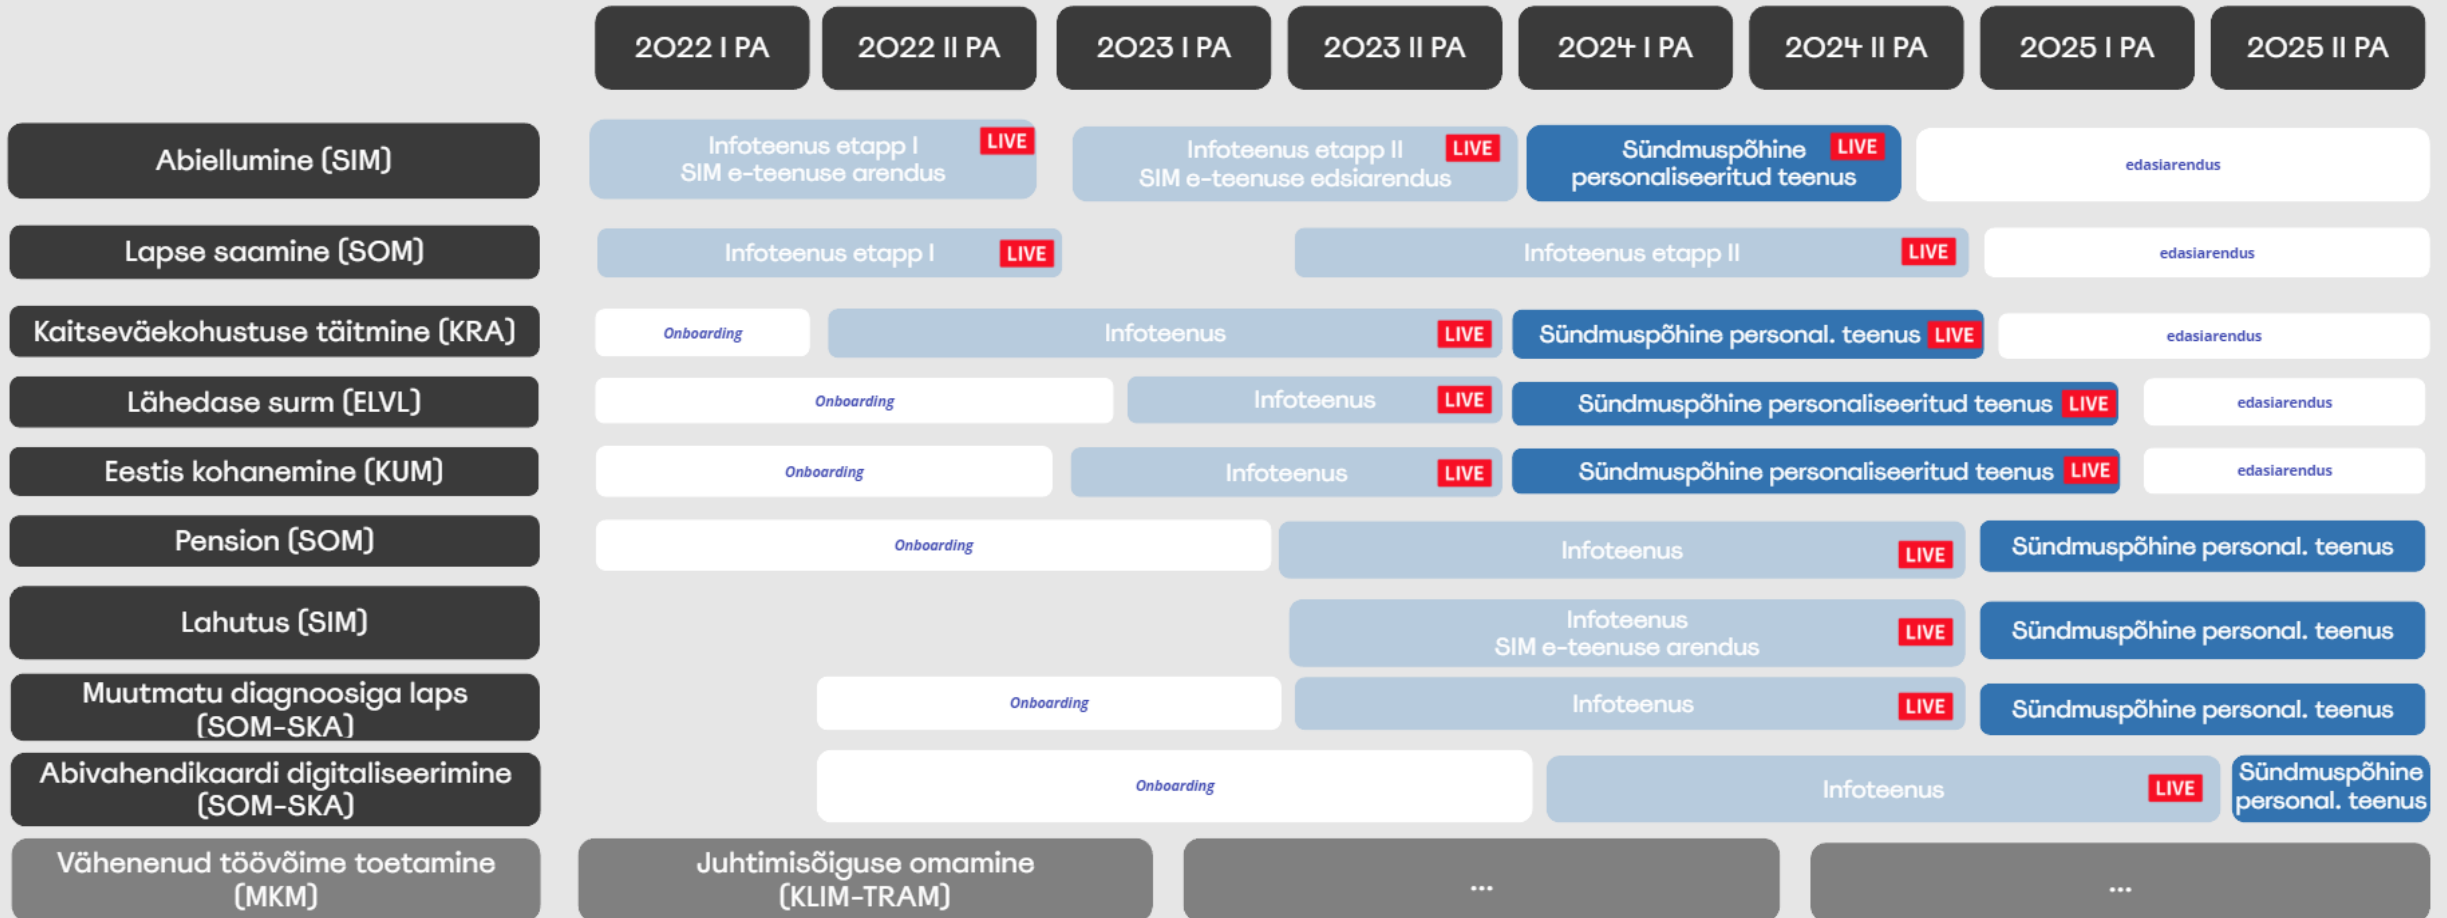 2022 I PA
2022 II PA
2023 I PA
2023 II PA
2024 I PA
2024 II PA
2025 I PA
2025 II PA
Abiellumine (SIM)
Infoteenus etapp I
SIM e-teenuse arendus
LIVE
Infoteenus etapp II
SIM e-teenuse edsiarendus
LIVE
Sündmuspõhine
personaliseeritud teenus
LIVE
edasiarendus
Lapse saamine (SOM)
Infoteenus etapp I
LIVE
Infoteenus etapp II
LIVE
edasiarendus
Kaitseväekohustuse täitmine (KRA)
Onboarding
Infoteenus
LIVE
Sündmuspõhine personal. teenus
LIVE
edasiarendus
Lähedase surm (ELVL)
Onboarding
Infoteenus
LIVE
Sündmuspõhine personaliseeritud teenus
LIVE
edasiarendus
Eestis kohanemine (KUM)
Onboarding
Infoteenus
LIVE
Sündmuspõhine personaliseeritud teenus
LIVE
edasiarendus
Pension (SOM)
Onboarding
Infoteenus
LIVE
Sündmuspõhine personal. teenus
Lahutus (SIM)
Infoteenus
SIM e-teenuse arendus
LIVE
Sündmuspõhine personal. teenus
Muutmatu diagnoosiga laps
(SOM-SKA)
Onboarding
Infoteenus
LIVE
Sündmuspõhine personal. teenus
Abivahendikaardi digitaliseerimine
(SOM-SKA)
Onboarding
Infoteenus
LIVE
Sündmuspõhine
personal. teenus
Vähenenud töövõime toetamine
(MKM)
Juhtimisõiguse omamine
(KLIM-TRAM)
...
...